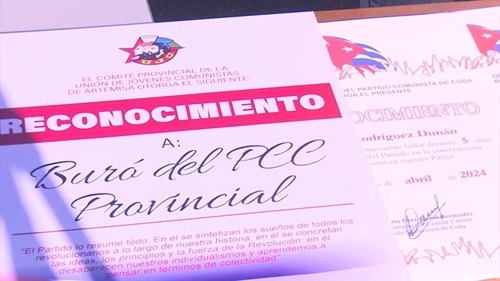 UJC
EL COMITÉ PROVINCIAL DE LA
UNIÓN DE JÓVENES COMUNISTAS
DE ARTEMISA OTORGA EL SIGUIENTE:
RECONOCIMIENTO
A:
Buró del PCC
Provincial
"El Partido lo resume todo. En él se sintetizan los sueños de todos los
revolucionarios a lo largo de nuestra historia; en él se concretan
las ideas, los principios y la fuerza de la Revolución; en él
desaparecen nuestros individualismos y aprendemos a
pensar en términos de colectividad"
DEL PARTIDO COMUNISTA DE CUBA
EL PRESENTE
OCIMIENTO
Rodríguez Dunán
labor durante 5 años
del Partido en la construcción
en nuestra Patria
de abril de 2024